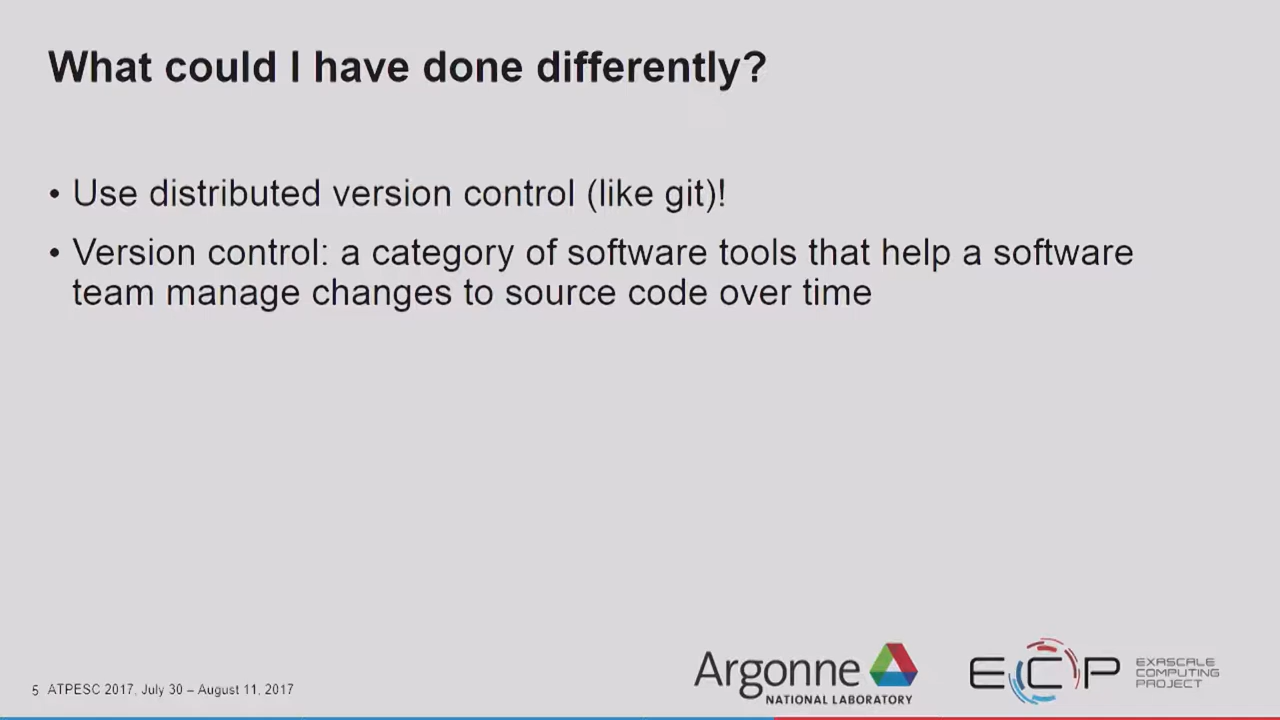 What could I have done differently?
• Use distributed version control (like git)!
• Version control: a category of software tools that help a software
team manage changes to source code over time
5 ATPESC 2017, July 30 – August 11, 2017
Argonne
NATIONAL LABORATORY
ECP
EXASCALE
COMPUTING
PROJECT